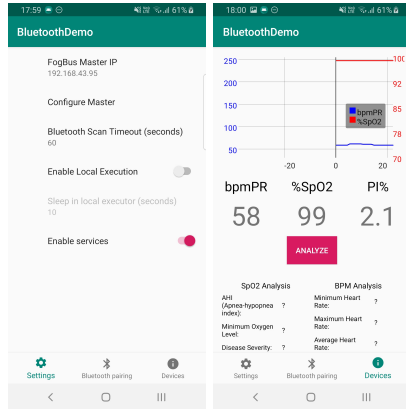 17:59 61%
BluetoothDemo
FogBus Master IP
192.168.43.95
Configure Master
Bluetooth Scan Timeout (seconds)
60
Enable Local Execution
Sleep in local executor (seconds)
10
Enable services
Settings Bluetooth pairing Devices
18:00 61%
BluetoothDemo
250 100
200 92
150 85
100 78
50 70
bpmPR
%SpO2
-20 0 20
bpmPR %SpO2 PI%
58 99 2.1
ANALYZE
SpO2 Analysis BPM Analysis
AHI
(Apnea-hypopnea
index): ?
Minimum Oxygen
Level: ?
Disease Severity: ?
Minimum Heart
Rate: ?
Maximum Heart
Rate: ?
Average Heart
Rate: ?
Settings Bluetooth pairing Devices